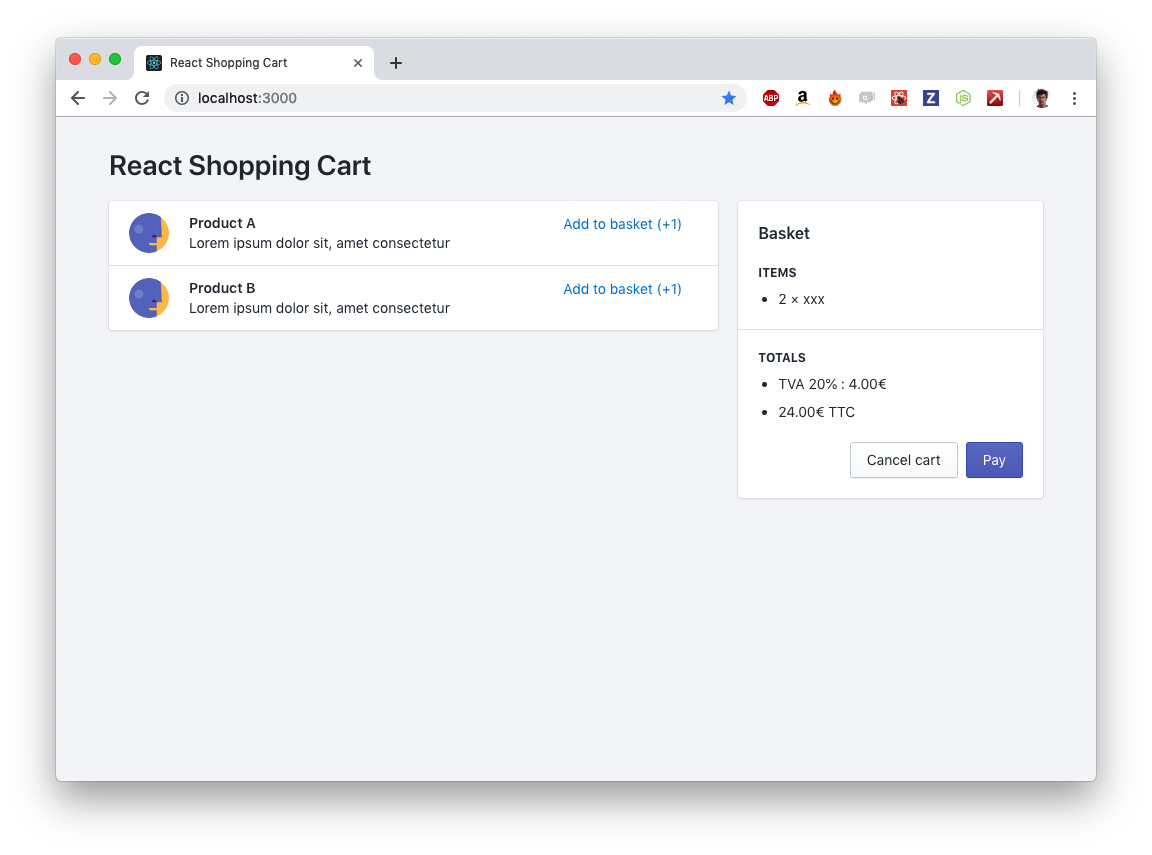 React Shopping Cart
localhost:3000
ABP
a
a
Z
JS
React Shopping Cart
Product A
Lorem ipsum dolor sit, amet consectetur
Add to basket (+1)
Product B
Lorem ipsum dolor sit, amet consectetur
Add to basket (+1)
Basket
ITEMS
• 2 × xxx
TOTALS
• TVA 20% : 4.00€
• 24.00€ TTC
Cancel cart
Pay